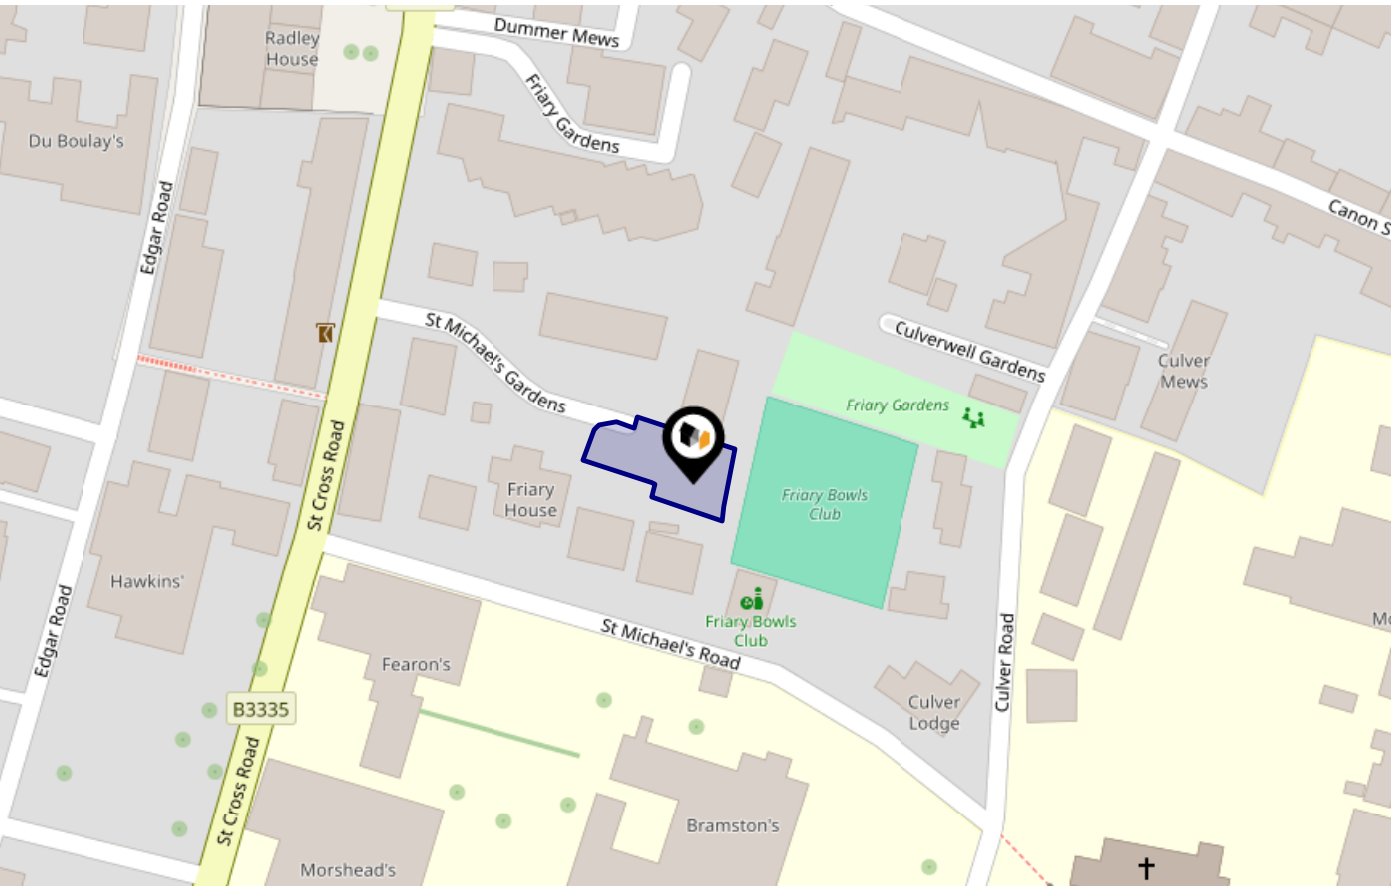 Dummer Mews
Radley
House
Friary Gardens
Du Boulay's
Edgar Road
Canon S
St Michael's Gardens
Culverwell Gardens
Culver
Mews
Friary Gardens
St Cross Road
Friary
House
Friary Bowls
Club
Hawkins'
Edgar Road
Friary Bowls
Club
St Michael's Road
Culver Road
Fearon's
Culver
Lodge
B3335
St Cross Road
Bramston's
Morshead's
Mo